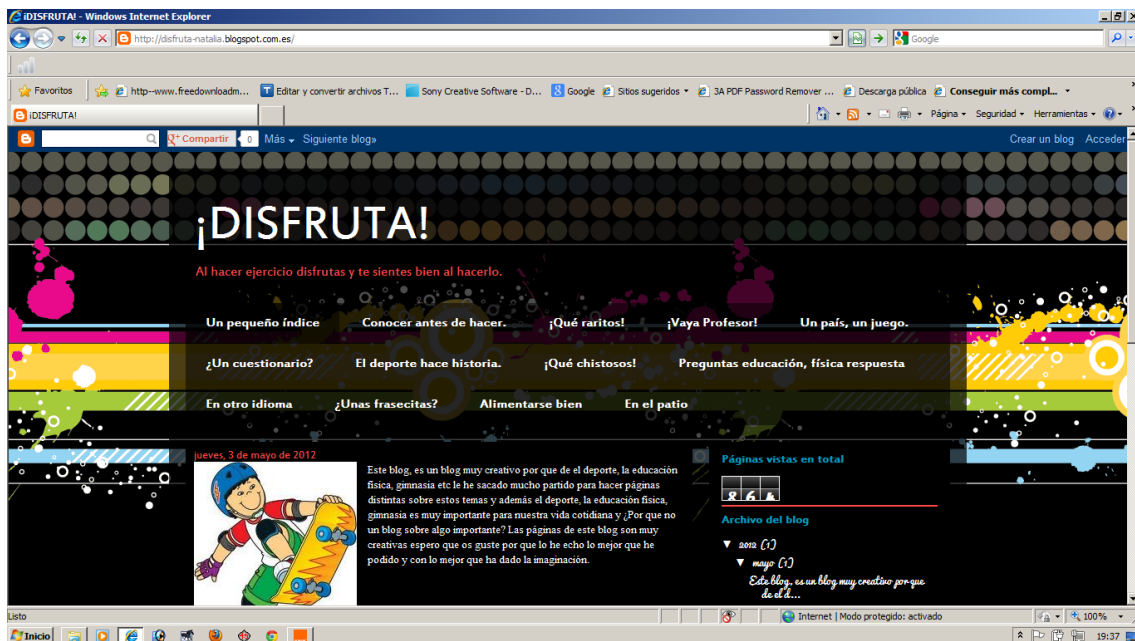 ¡DISFRUTA! - Windows Internet Explorer
http://disfruta-natalia.blogspot.com.es/
Google
Favoritos http--www.freedownloadm... Editar y convertir archivos T... Sony Creative Software - D... Google Sitios sugeridos 3A PDF Password Remover ... Descarga pública Conseguir más compl...
¡DISFRUTA!
Página Seguridad Herramientas
Compartir 0 Más Siguiente blog» Crear un blog Acceder
¡DISFRUTA!
Al hacer ejercicio disfrutas y te sientes bien al hacerlo.
Un pequeño índice Conocer antes de hacer. ¡Qué raritos! ¡Vaya Profesor! Un país, un juego.
¿Un cuestionario? El deporte hace historia. ¡Qué chistosos! Preguntas educación, física respuesta
En otro idioma ¿Unas frasecitas? Alimentarse bien En el patio
jueves, 3 de mayo de 2012
Este blog, es un blog muy creativo por que de el deporte, la educación
física, gimnasia etc le he sacado mucho partido para hacer páginas
distintas sobre estos temas y además el deporte, la educación física,
gimnasia es muy importante para nuestra vida cotidiana y ¿Por que no
un blog sobre algo importante? Las páginas de este blog son muy
creativas espero que os guste por que lo he echo lo mejor que he
podido y con lo mejor que ha dado la imaginación.
Páginas vistas en total
8 6 4
Archivo del blog
▼ 2012 (1)
▼ mayo (1)
Este blog, es un blog muy creativo por que
de el d...
Listo Internet | Modo protegido: activado 100%
Inicio 19:37